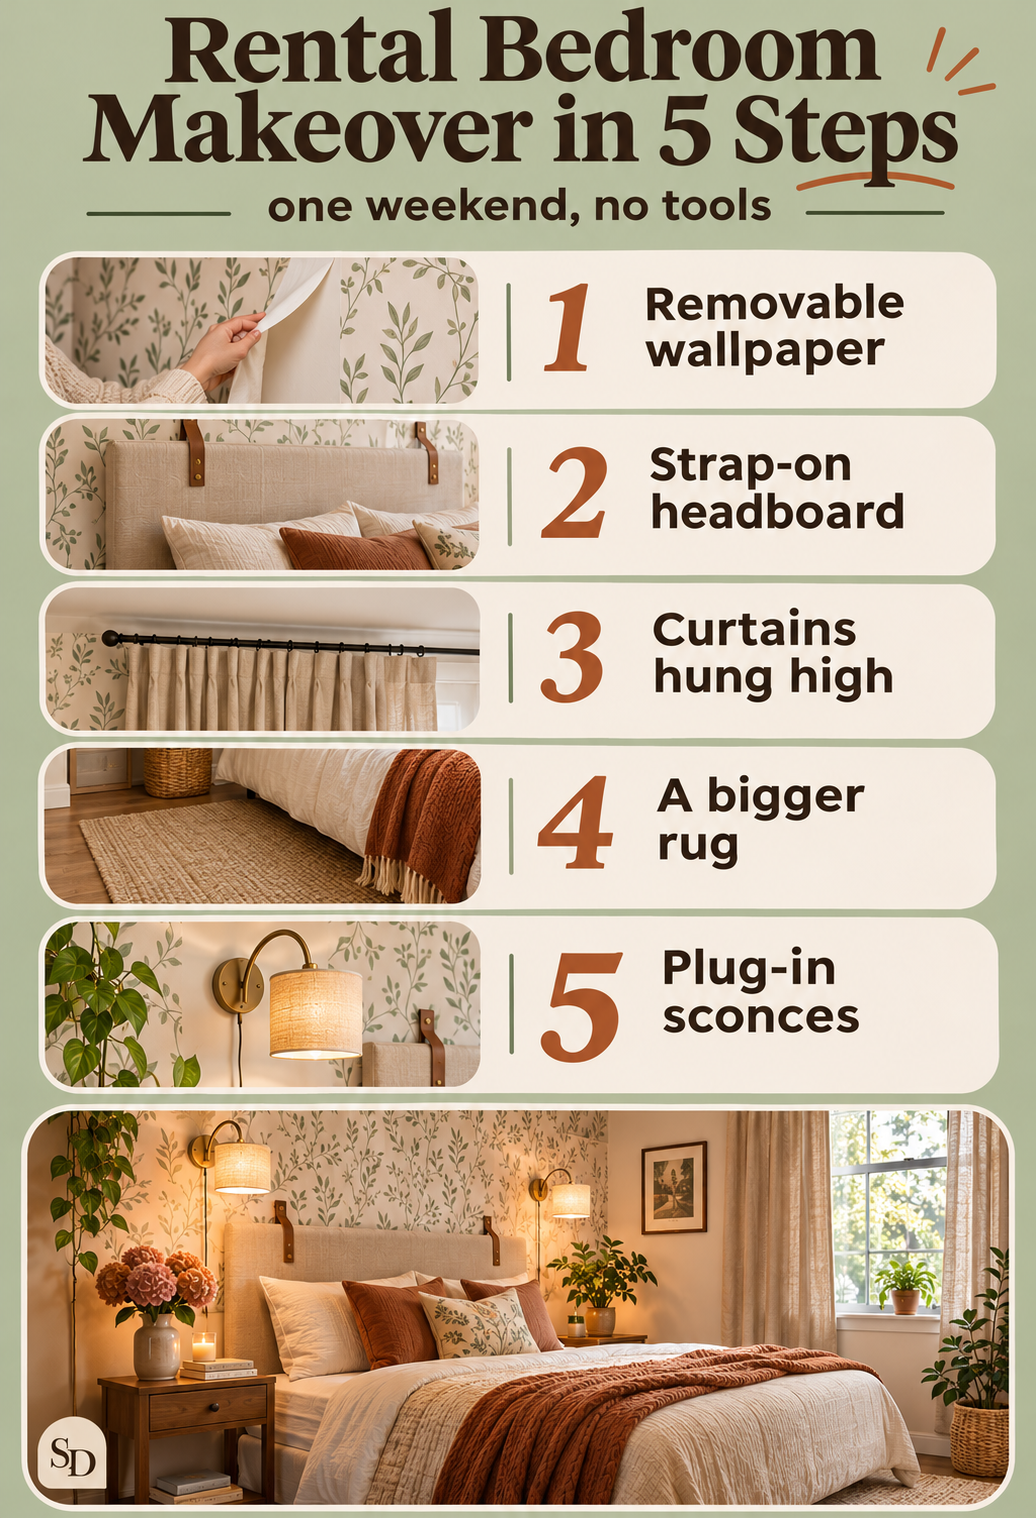 Rental Bedroom
Makeover in 5 Steps
one weekend, no tools
1
Removable
wallpaper
2
Strap-on
headboard
3
Curtains
hung high
4
A bigger
rug
5
Plug-in
sconces
SD